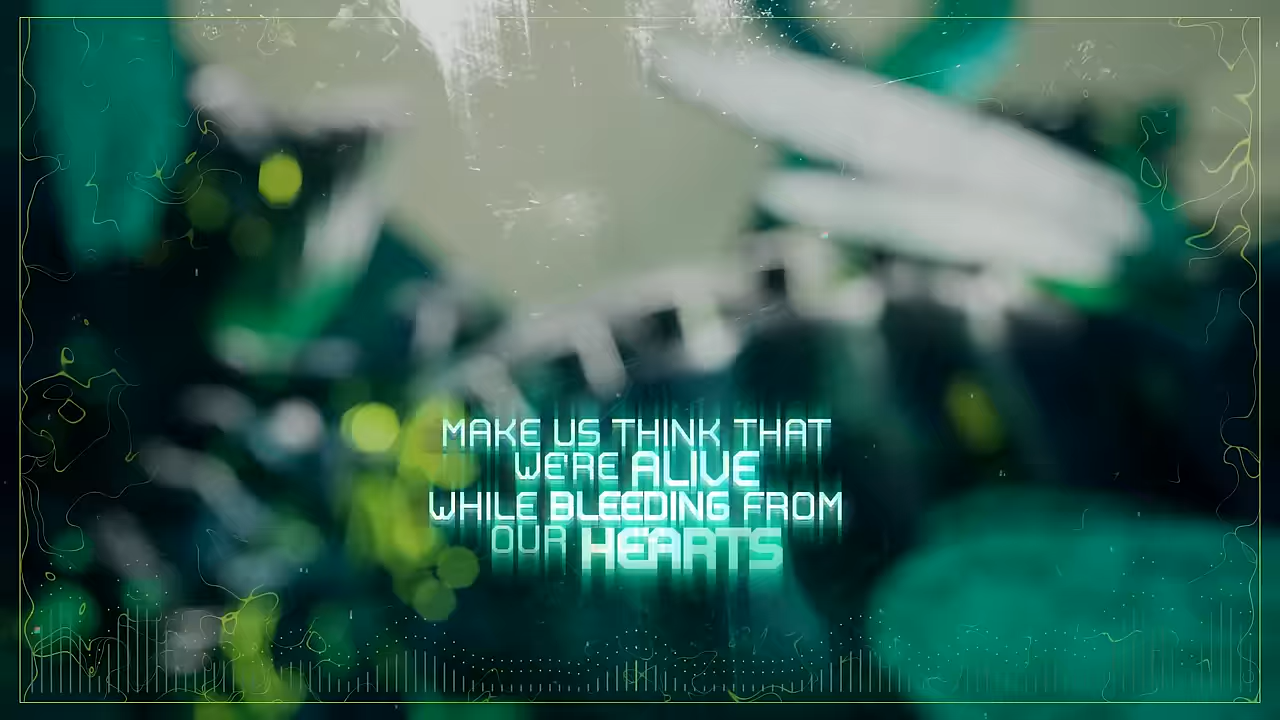 MAKE US THINK THAT
WE'RE ALIVE
WHILE BLEEDING FROM
OUR HEARTS